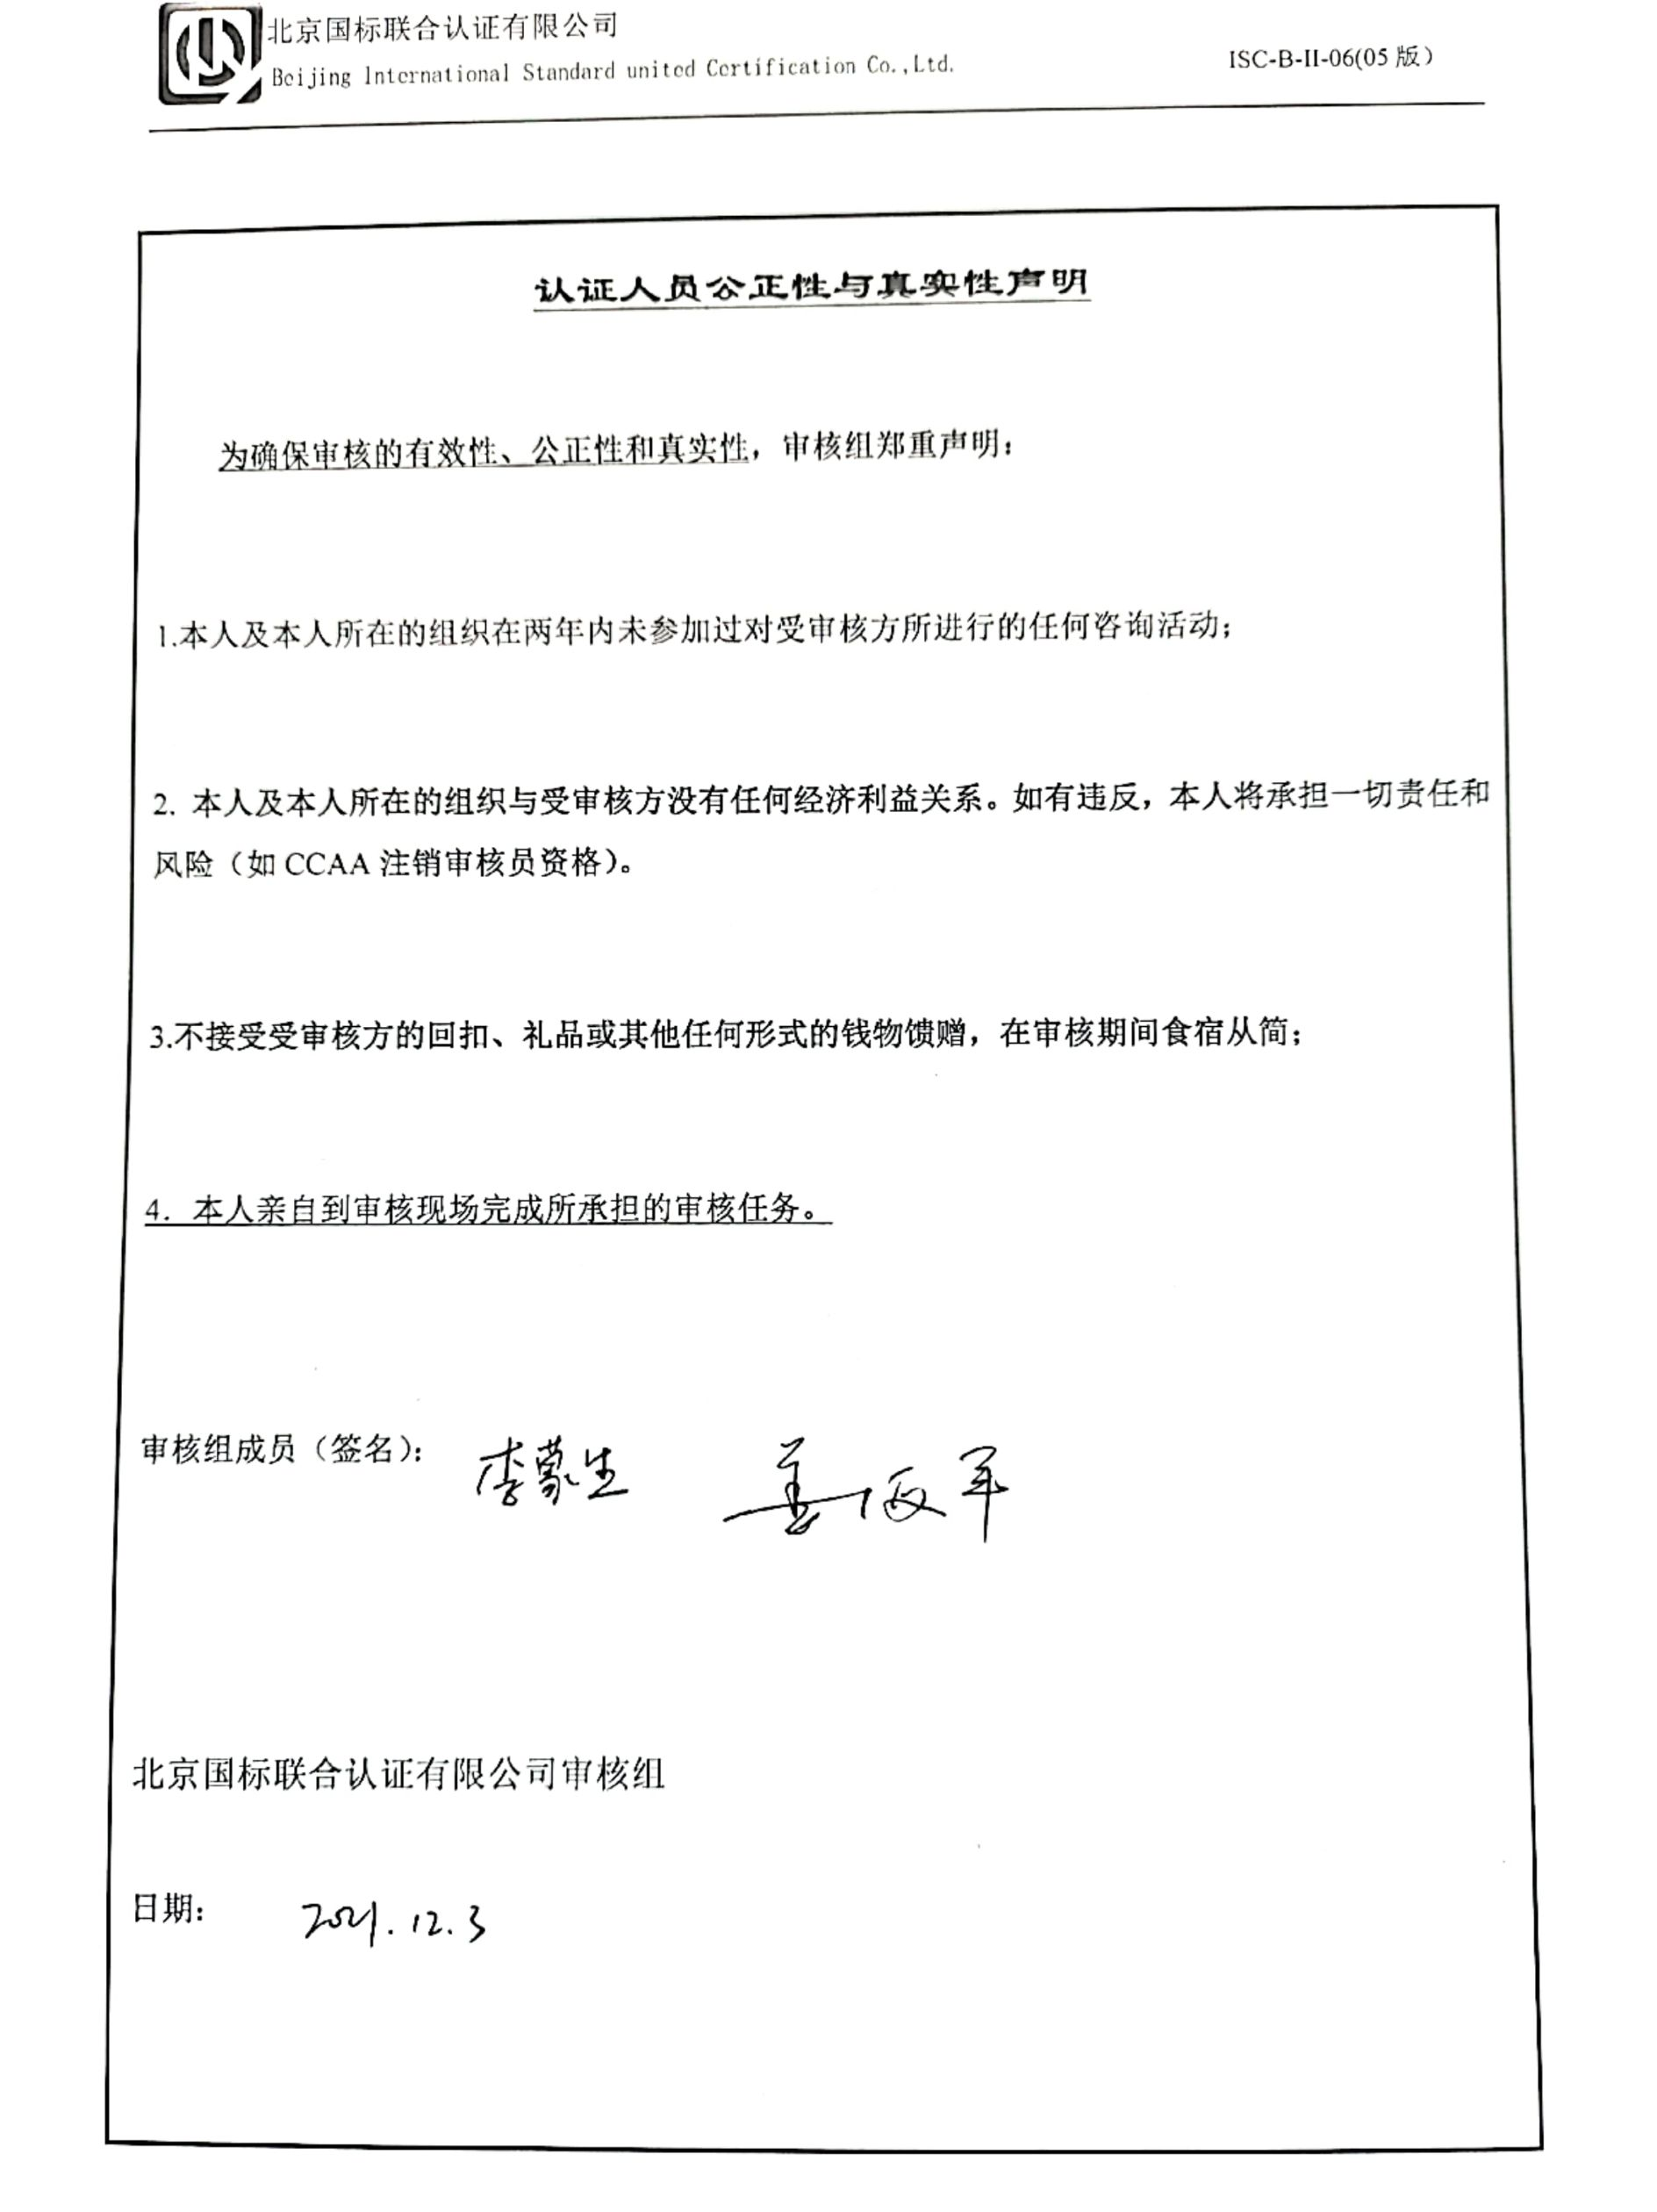 北京国标联合认证有限公司
Beijing International Standard united Certification Co.,Ltd.
ISC-B-II-06(05 版）
认证人员公正性与真实性声明
为确保审核的有效性、公正性和真实性，审核组郑重声明：
1.本人及本人所在的组织在两年内未参加过对受审核方所进行的任何咨询活动；
2. 本人及本人所在的组织与受审核方没有任何经济利益关系。如有违反，本人将承担一切责任和
风险（如 CCAA 注销审核员资格）。
3.不接受受审核方的回扣、礼品或其他任何形式的钱物馈赠，在审核期间食宿从简；
4. 本人亲自到审核现场完成所承担的审核任务。
审核组成员（签名）： 李蒙生
北京国标联合认证有限公司审核组
日期： 2021.12.3